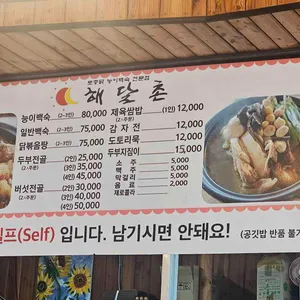 토종닭 능이백숙 전문점
해달촌
능이백숙 (2~3인) 80,000
(2~주문)
일반백숙 (2~3인) 75,000
닭볶음탕 (2~3인) 75,000
두부전골 (2인) 25,000
(3인) 35,000
(4인) 45,000
버섯전골 (2인) 30,000
(3인) 40,000
(4인) 50,000
제육쌈밥 (1인) 12,000
(2~주문)
감자전 12,000
도토리묵 12,000
두부지짐이 15,000
소주 5,000
맥주 5,000
막걸리 5,000
음료 2,000
제로콜라
(Self) 입니다. 남기시면 안돼요! (공깃밥 반품 불가